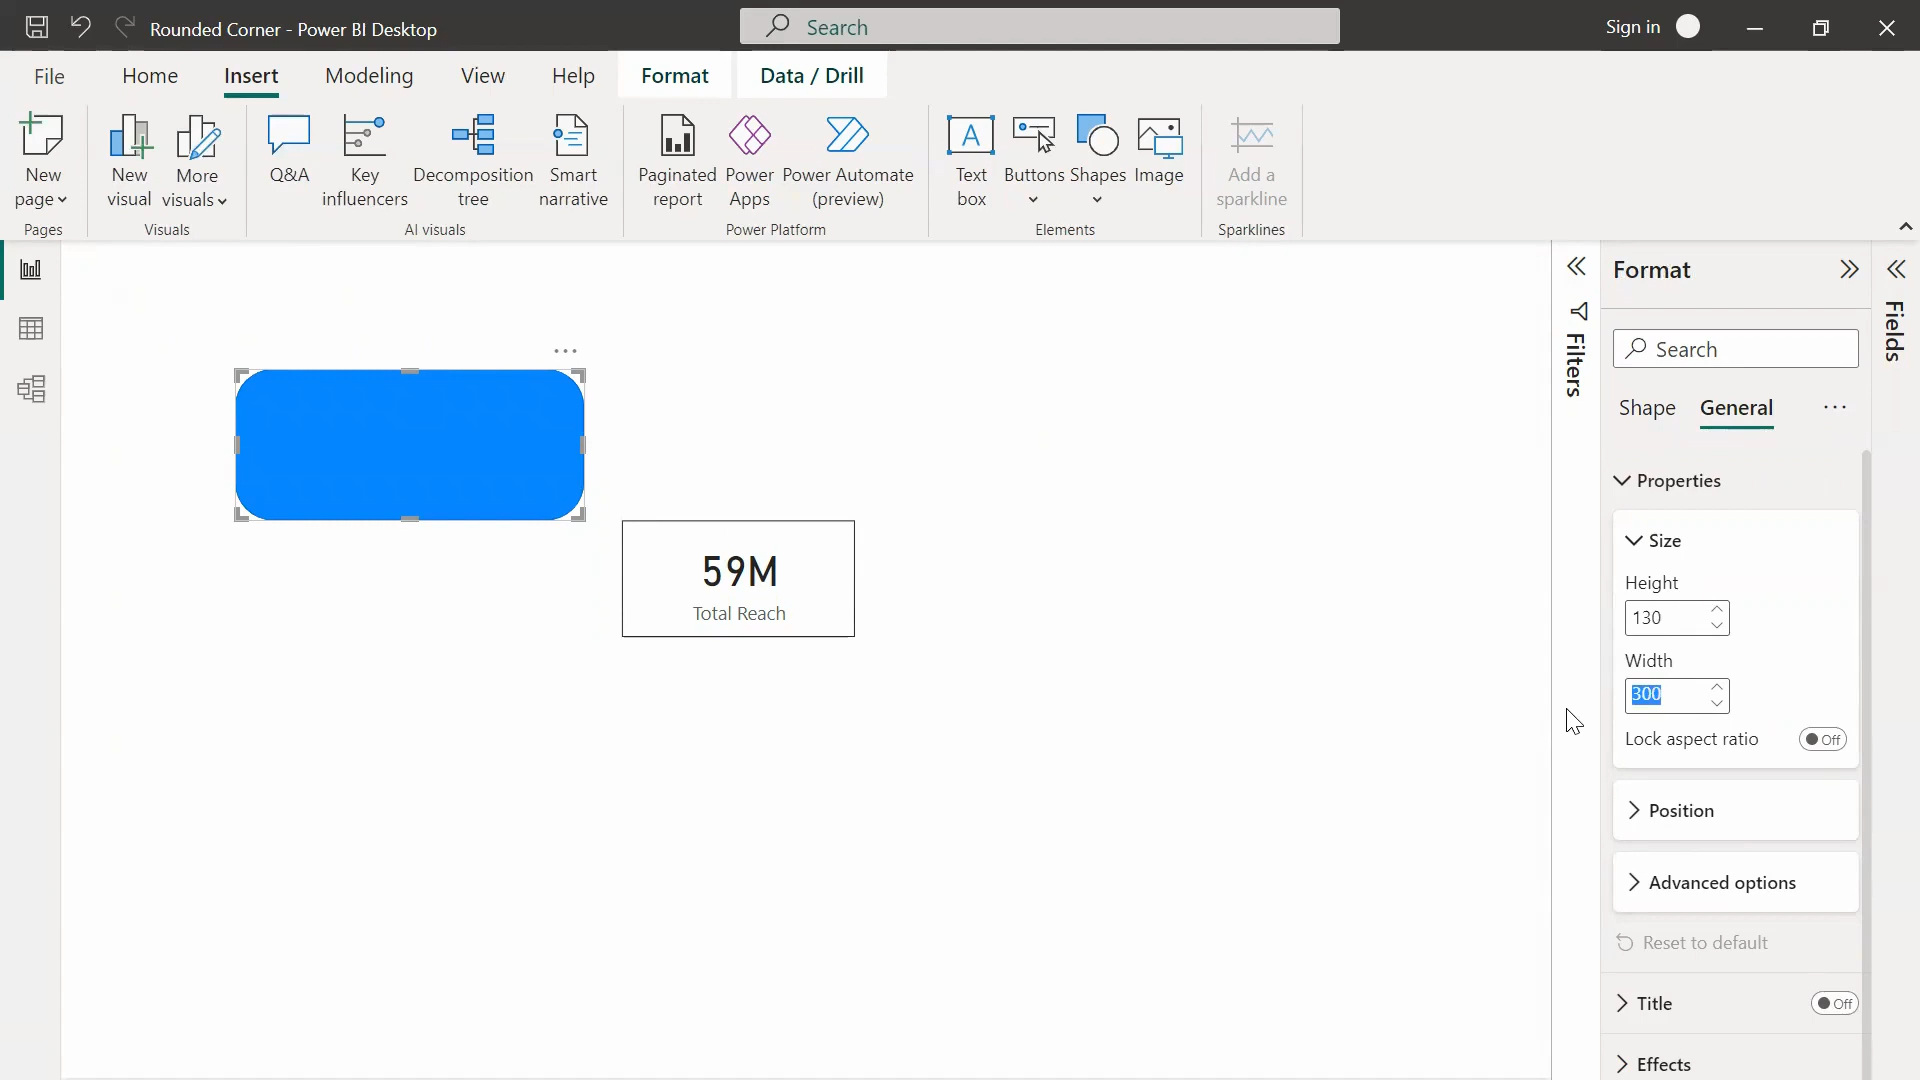 Rounded Corner - Power BI Desktop
Search
Sign in
File
Home
Insert
Modeling
View
Help
Format
Data / Drill
New page
New visual
More visuals
Q&A
Key influencers
Decomposition tree
Smart narrative
Paginated report
Power Apps
Power Automate (preview)
A
Text box
Buttons
Shapes
Image
Add a sparkline
Pages
Visuals
AI visuals
Power Platform
Elements
Sparklines
59M
Total Reach
Filters
Format
Search
Shape
General
Properties
Size
Height
130
Width
300
Lock aspect ratio
Off
Position
Advanced options
Reset to default
Title
Off
Effects
Fields